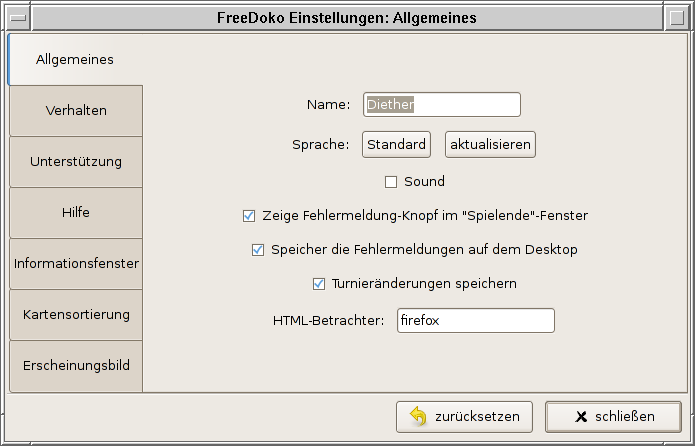 FreeDoko Einstellungen: Allgemeines
Allgemeines
Verhalten
Unterstützung
Hilfe
Informationsfenster
Kartensortierung
Erscheinungsbild
Name: Diether
Sprache: Standard aktualisieren
Sound
Zeige Fehlermeldung-Knopf im "Spielende"-Fenster
Speicher die Fehlermeldungen auf dem Desktop
Turnieränderungen speichern
HTML-Betrachter: firefox
zurücksetzen schließen